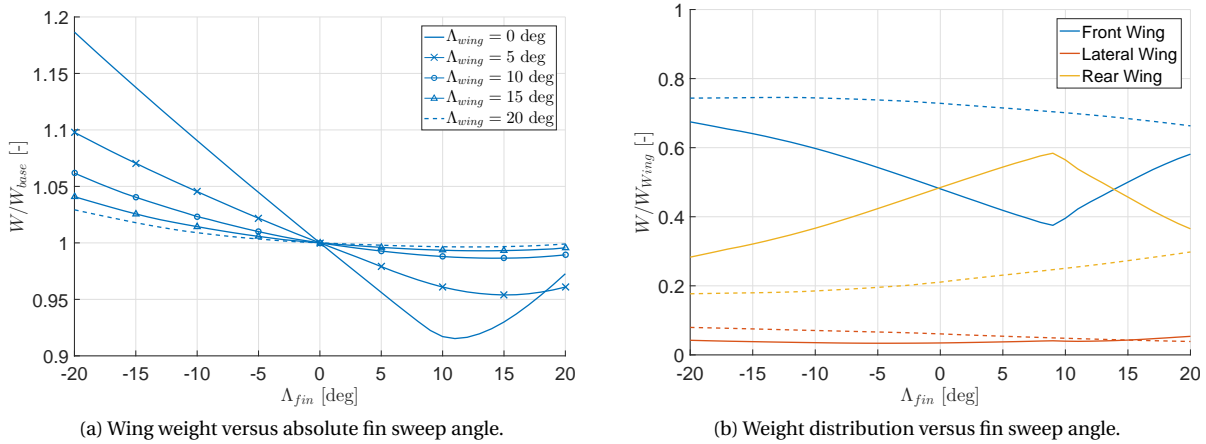 1.2
1.15
1.1
1.05
1
0.95
0.9
W/W_base [-]
Λ_wing = 0 deg
Λ_wing = 5 deg
Λ_wing = 10 deg
Λ_wing = 15 deg
Λ_wing = 20 deg
-20 -15 -10 -5 0 5 10 15 20
Λ_fin [deg]
(a) Wing weight versus absolute fin sweep angle.
1
0.8
0.6
0.4
0.2
0
W/W_Wing [-]
Front Wing
Lateral Wing
Rear Wing
-20 -15 -10 -5 0 5 10 15 20
Λ_fin [deg]
(b) Weight distribution versus fin sweep angle.